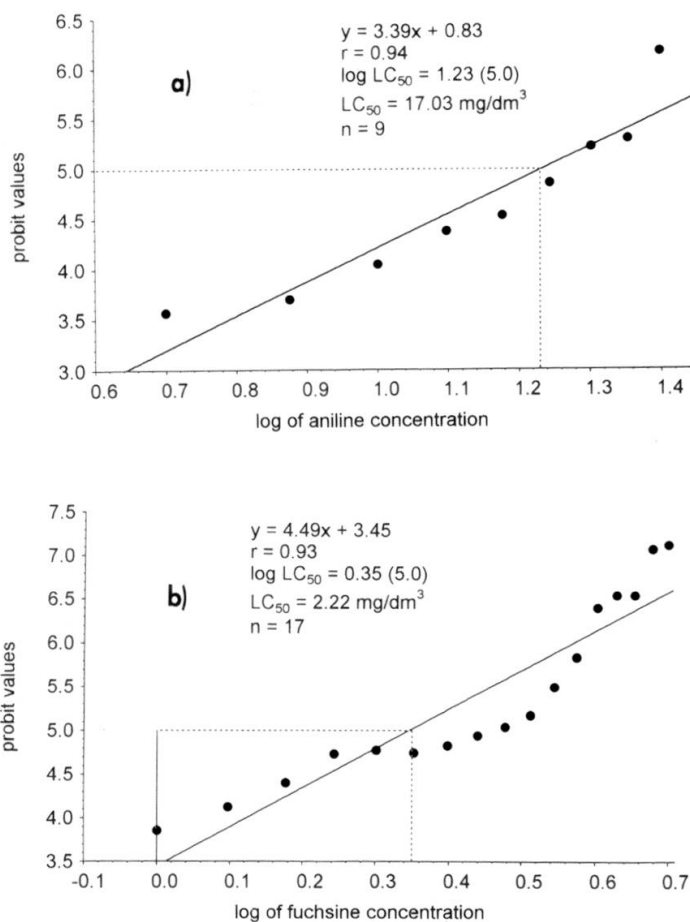 6.5
6.0
5.5
5.0
4.5
4.0
3.5
3.0
probit values
a)
y = 3.39x + 0.83
r = 0.94
log LC₅₀ = 1.23 (5.0)
LC₅₀ = 17.03 mg/dm³
n = 9
0.6 0.7 0.8 0.9 1.0 1.1 1.2 1.3 1.4
log of aniline concentration
7.5
7.0
6.5
6.0
5.5
5.0
4.5
4.0
3.5
probit values
b)
y = 4.49x + 3.45
r = 0.93
log LC₅₀ = 0.35 (5.0)
LC₅₀ = 2.22 mg/dm³
n = 17
-0.1 0.0 0.1 0.2 0.3 0.4 0.5 0.6 0.7
log of fuchsine concentration